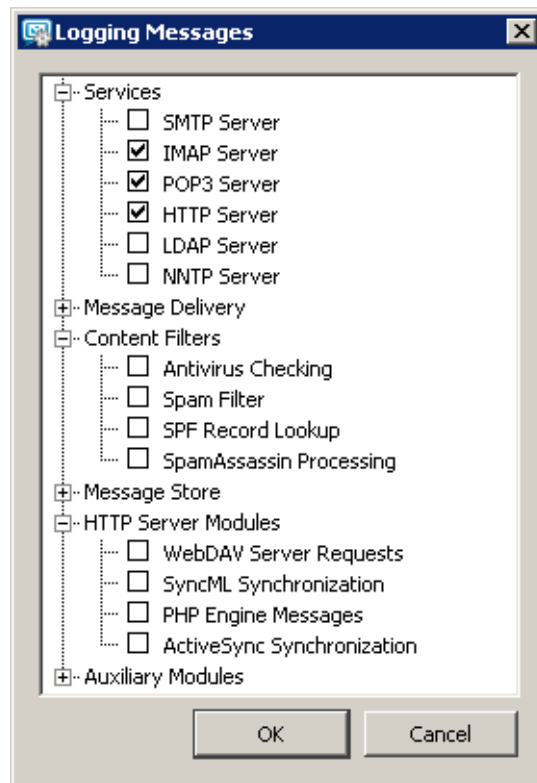 Logging Messages
Services
SMTP Server
IMAP Server
POP3 Server
HTTP Server
LDAP Server
NNTP Server
Message Delivery
Content Filters
Antivirus Checking
Spam Filter
SPF Record Lookup
SpamAssassin Processing
Message Store
HTTP Server Modules
WebDAV Server Requests
SyncML Synchronization
PHP Engine Messages
ActiveSync Synchronization
Auxiliary Modules
OK Cancel